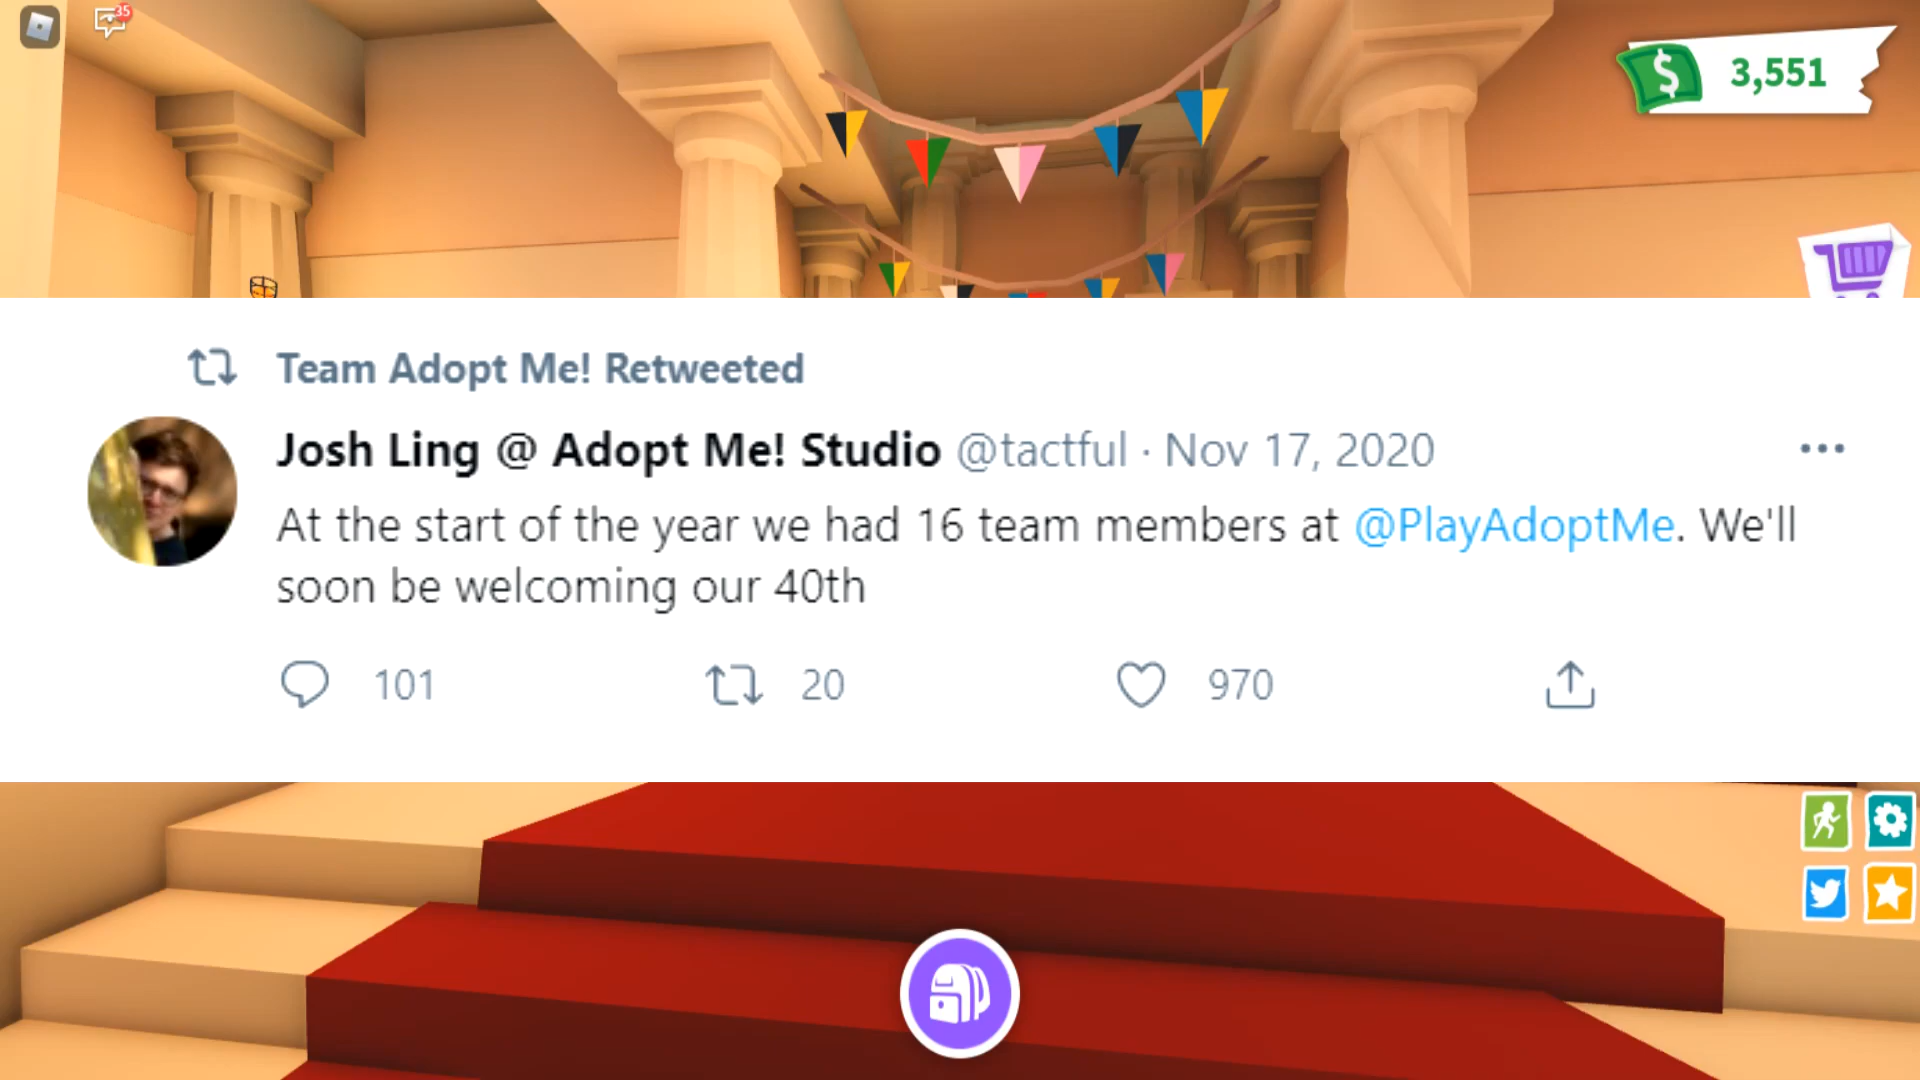 35
$ 3,551
Team Adopt Me! Retweeted
Josh Ling @ Adopt Me! Studio @tactful · Nov 17, 2020
At the start of the year we had 16 team members at @PlayAdoptMe. We'll
soon be welcoming our 40th
101 20 970